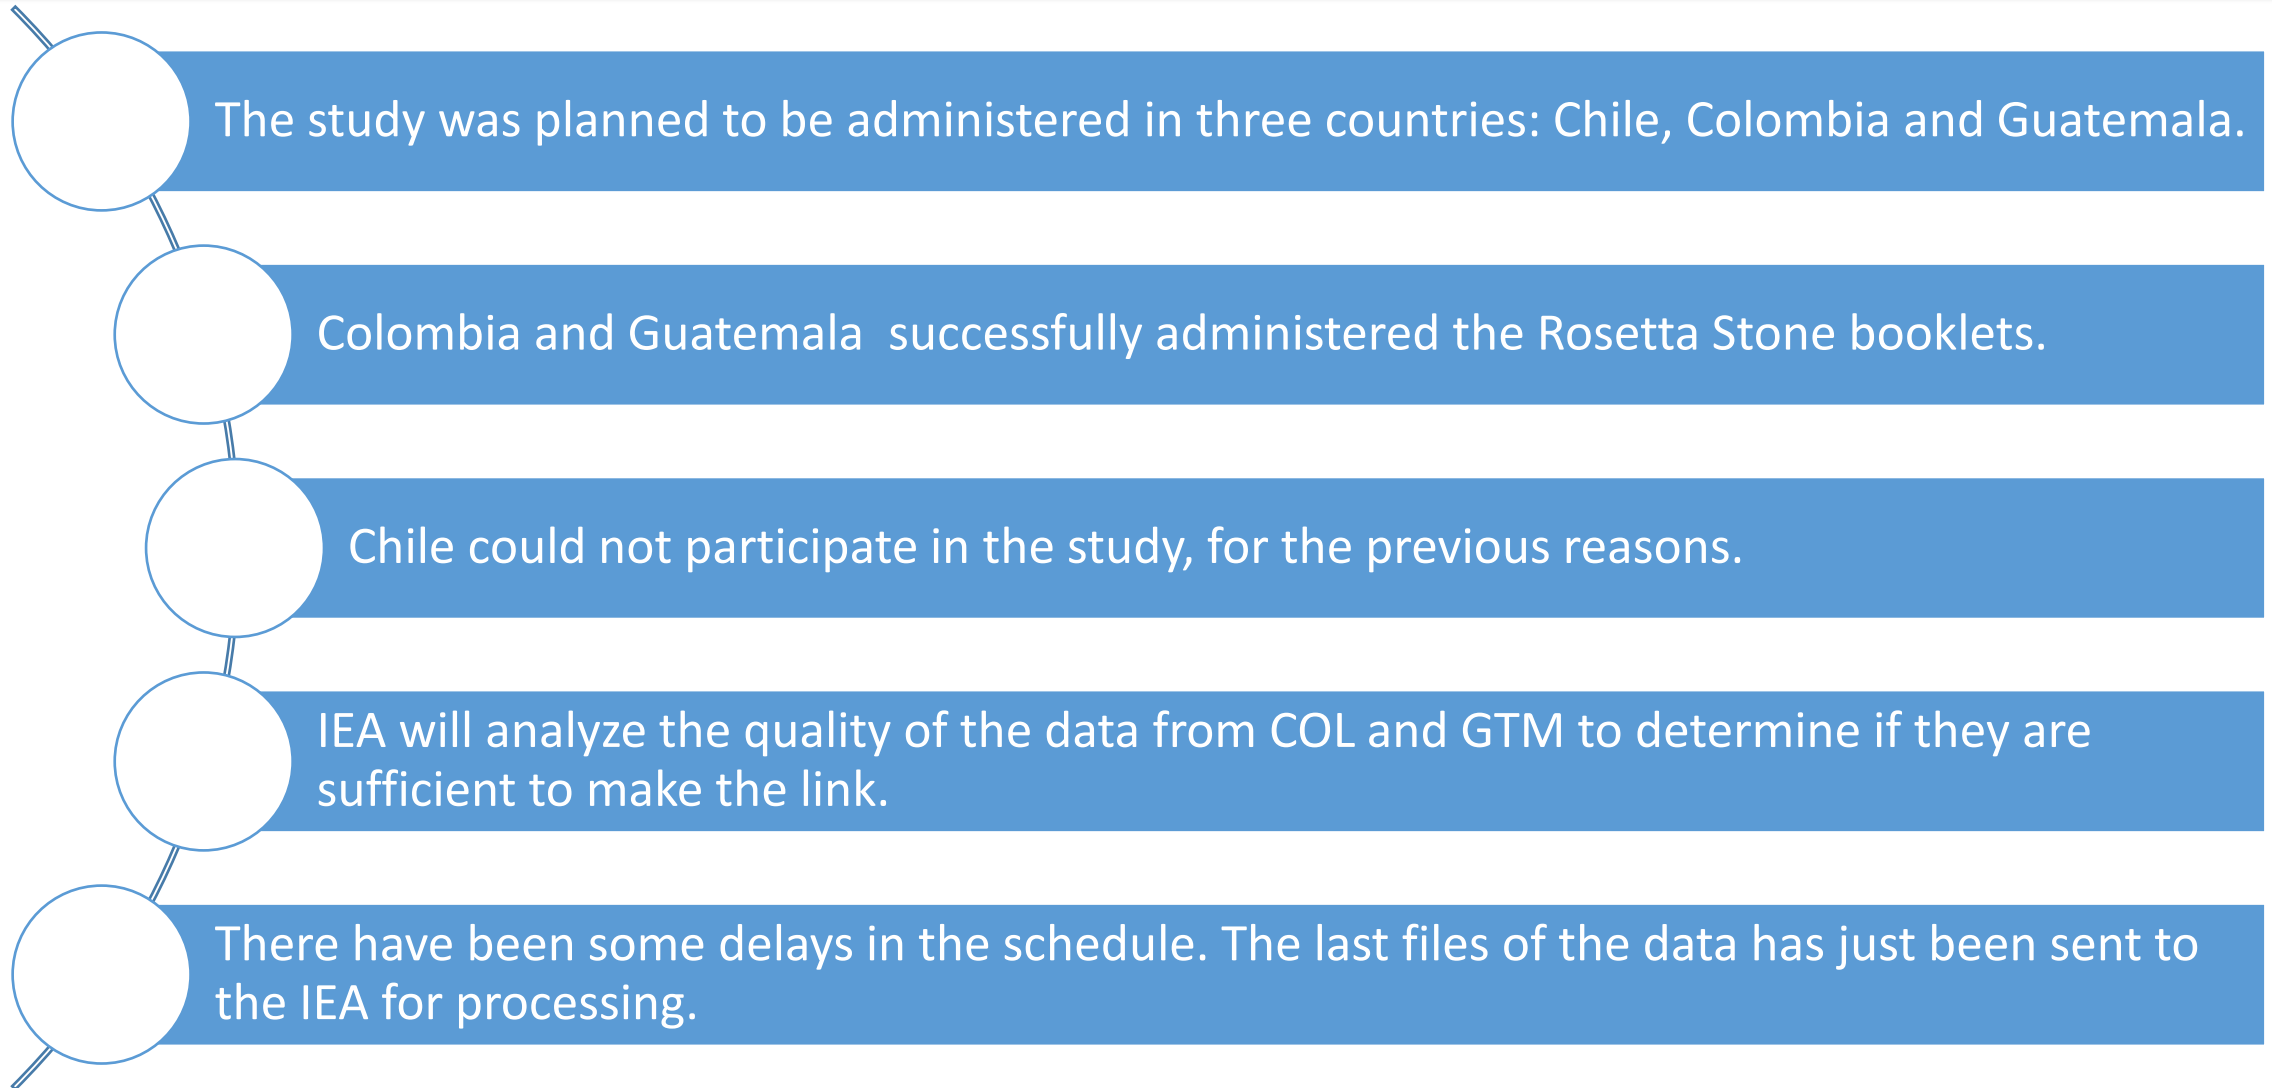 The study was planned to be administered in three countries: Chile, Colombia and Guatemala.
Colombia and Guatemala  successfully administered the Rosetta Stone booklets.
Chile could not participate in the study, for the previous reasons.
IEA will analyze the quality of the data from COL and GTM to determine if they are
sufficient to make the link.
There have been some delays in the schedule. The last files of the data has just been sent to
the IEA for processing.